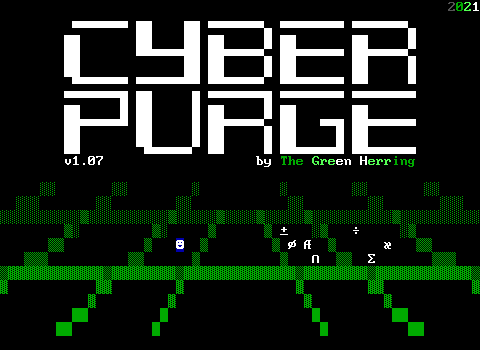 2021
CYBER
PURGE
v1.07 by The Green Herring
± ÷
ø ꬱ æ
∩ Σ